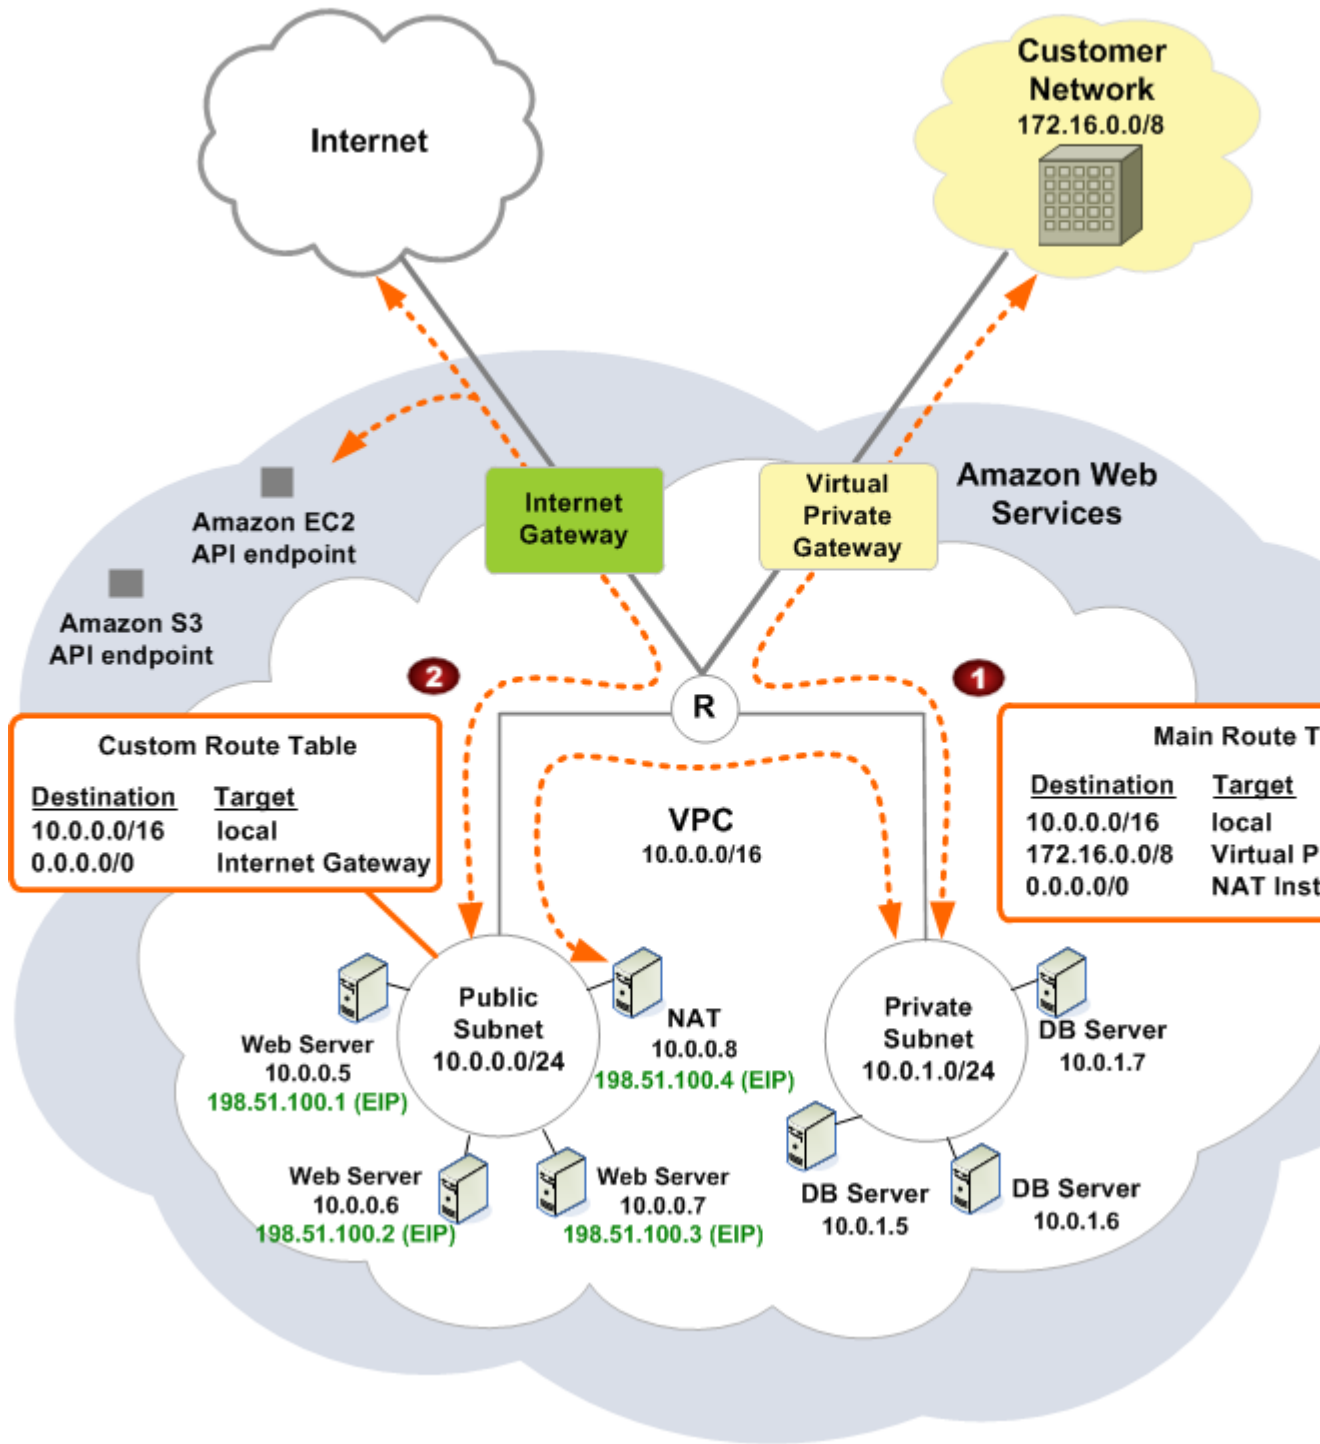 Internet
Customer
Network
172.16.0.0/8
Internet
Gateway
Virtual
Private
Gateway
Amazon Web
Services
Amazon EC2
API endpoint
Amazon S3
API endpoint
2
1
R
Custom Route Table
Destination Target
10.0.0.0/16 local
0.0.0.0/0 Internet Gateway
Main Route T
Destination Target
10.0.0.0/16 local
172.16.0.0/8 Virtual P
0.0.0.0/0 NAT Inst
VPC
10.0.0.0/16
Public
Subnet
10.0.0.0/24
NAT
10.0.0.8
198.51.100.4 (EIP)
Private
Subnet
10.0.1.0/24
DB Server
10.0.1.7
Web Server
10.0.0.5
198.51.100.1 (EIP)
Web Server
10.0.0.6
198.51.100.2 (EIP)
Web Server
10.0.0.7
198.51.100.3 (EIP)
DB Server
10.0.1.5
DB Server
10.0.1.6